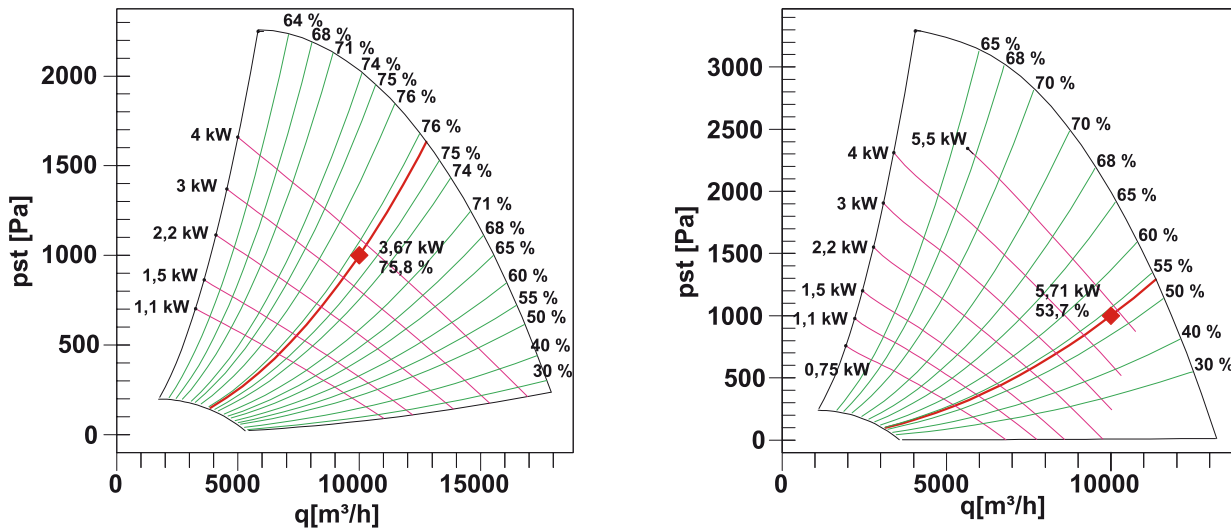 64 %
68 %
71 %
74 %
75 %
76 %
76 %
75 %
74 %
71 %
68 %
65 %
60 %
55 %
50 %
40 %
30 %
4 kW
3 kW
2,2 kW
1,5 kW
1,1 kW
3,67 kW
75,8 %
2000
1500
1000
500
0
pst [Pa]
0
5000
10000
15000
q[m³/h]
65 %
68 %
70 %
70 %
68 %
65 %
60 %
55 %
50 %
40 %
30 %
5,5 kW
4 kW
3 kW
2,2 kW
1,5 kW
1,1 kW
0,75 kW
5,71 kW
53,7 %
3000
2500
2000
1500
1000
500
0
pst [Pa]
0
5000
10000
q[m³/h]